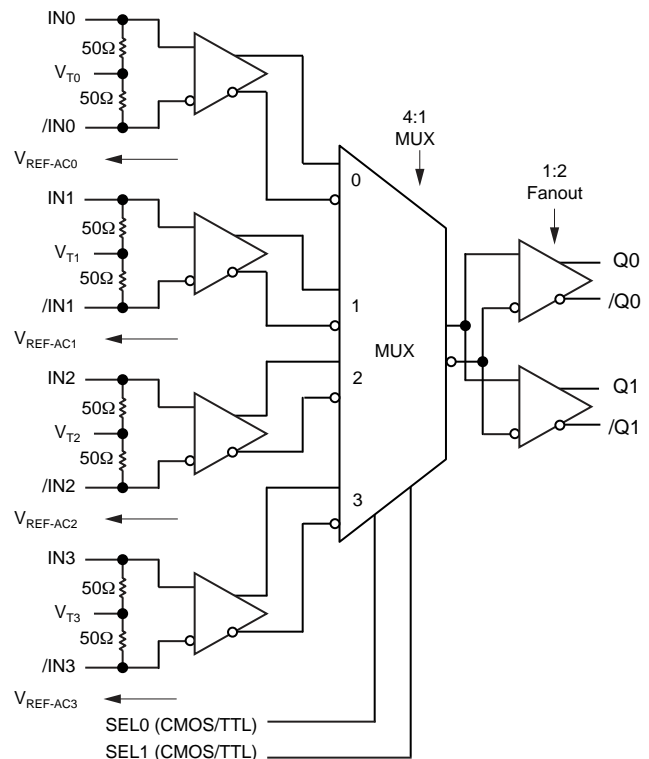 IN0
50Ω
VT0
50Ω
/IN0
VREF-AC0
IN1
50Ω
VT1
50Ω
/IN1
VREF-AC1
IN2
50Ω
VT2
50Ω
/IN2
VREF-AC2
IN3
50Ω
VT3
50Ω
/IN3
VREF-AC3
SEL0 (CMOS/TTL)
SEL1 (CMOS/TTL)
4:1
MUX
0
1
2
3
MUX
1:2
Fanout
Q0
/Q0
Q1
/Q1